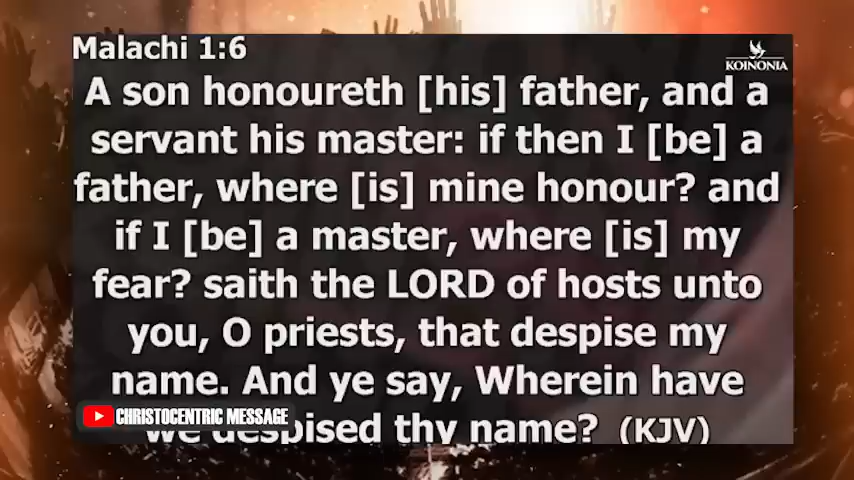 Malachi 1:6
KOINONIA
A son honoureth [his] father, and a
servant his master: if then I [be] a
father, where [is] mine honour? and
if I [be] a master, where [is] my
fear? saith the LORD of hosts unto
you, O priests, that despise my
name. And ye say, Wherein have
CHRISTOCENTRIC MESSAGE
we despised thy name? (KJV)